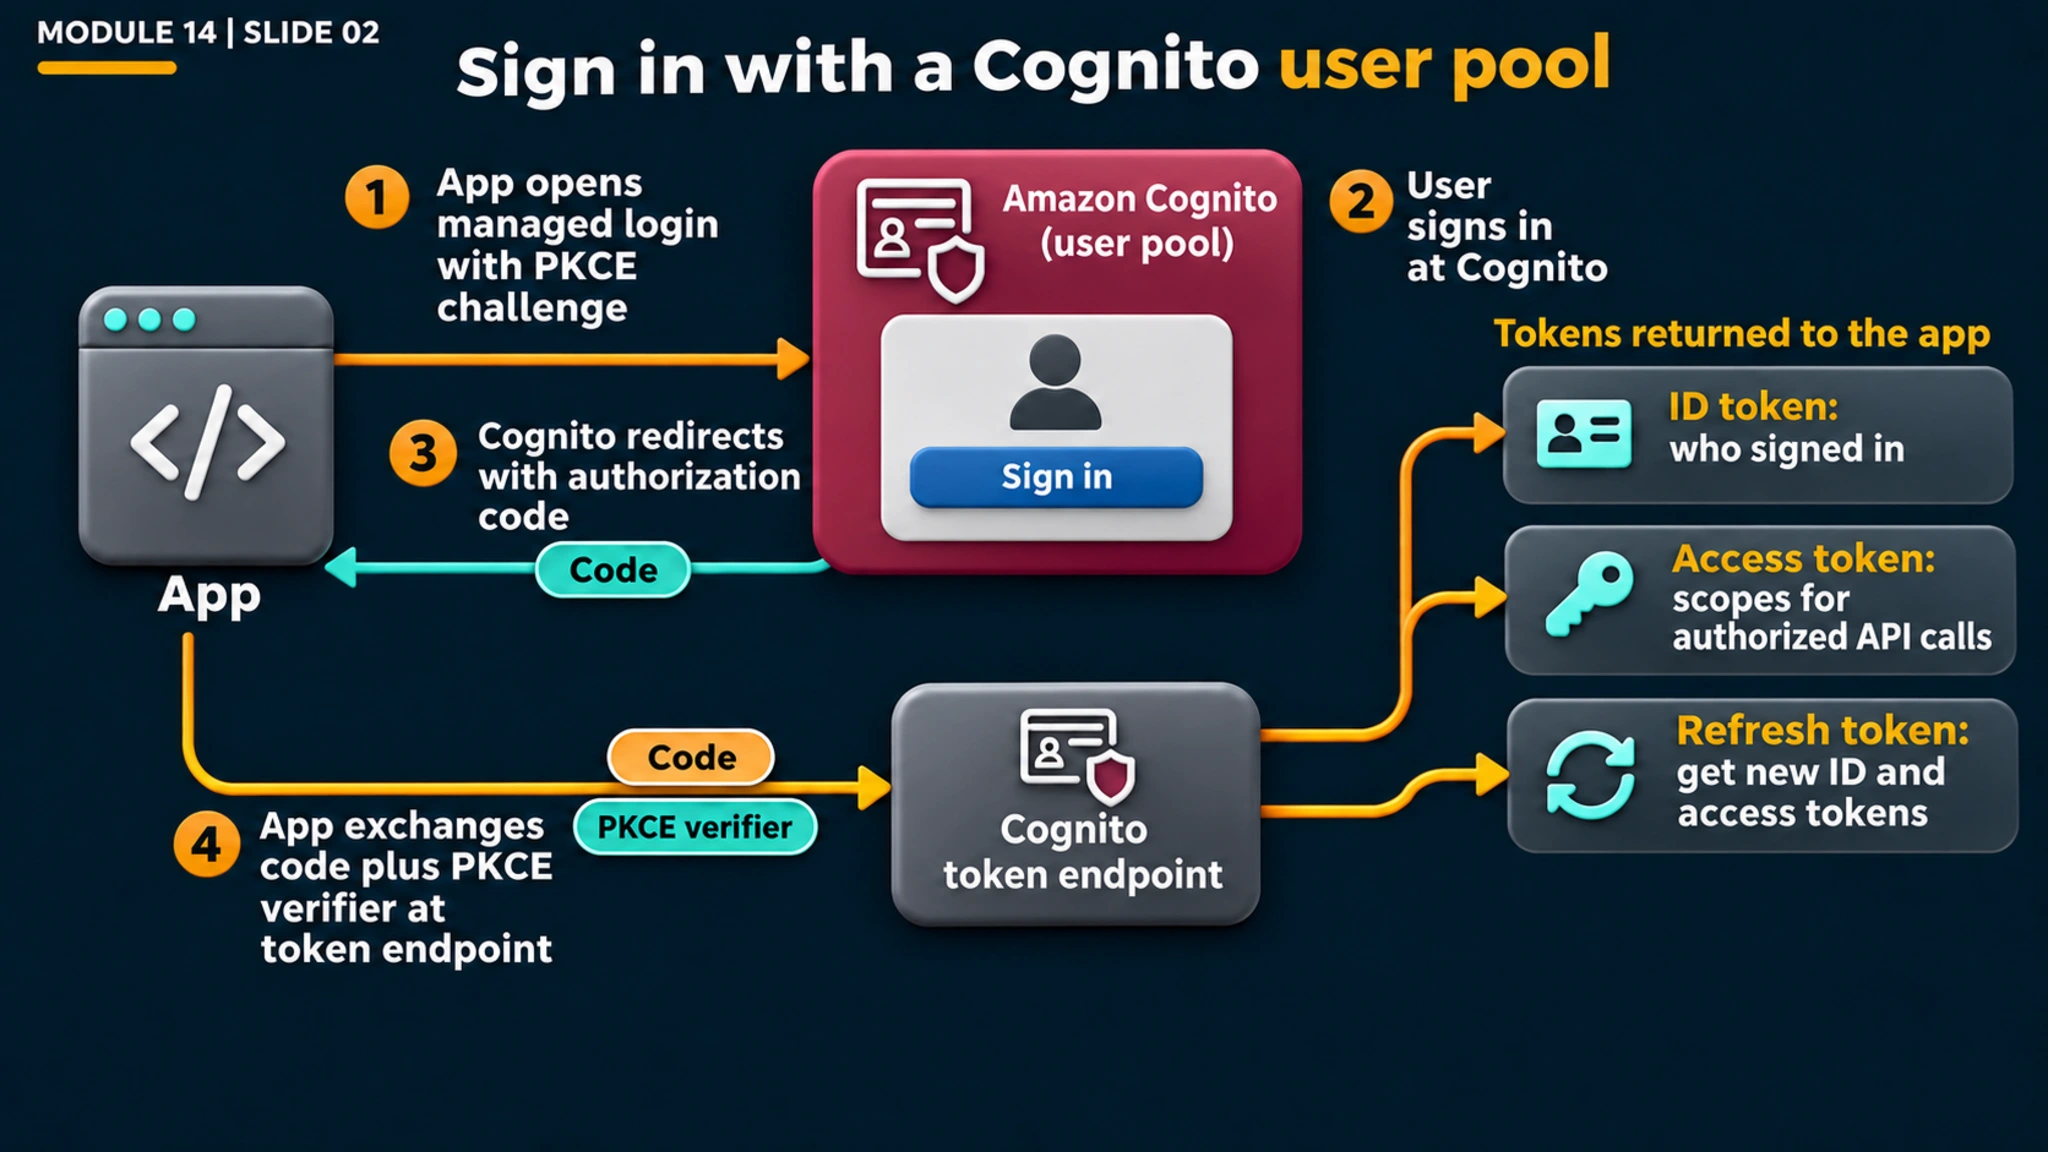 MODULE 14 | SLIDE 02
Sign in with a Cognito user pool
1
App opens
managed login
with PKCE
challenge
Amazon Cognito
(user pool)
Sign in
2
User
signs in
at Cognito
3
Cognito redirects
with authorization
code
Code
App
4
App exchanges
code plus PKCE
verifier at
token endpoint
Code
PKCE verifier
Cognito
token endpoint
Tokens returned to the app
ID token:
who signed in
Access token:
scopes for
authorized API calls
Refresh token:
get new ID and
access tokens